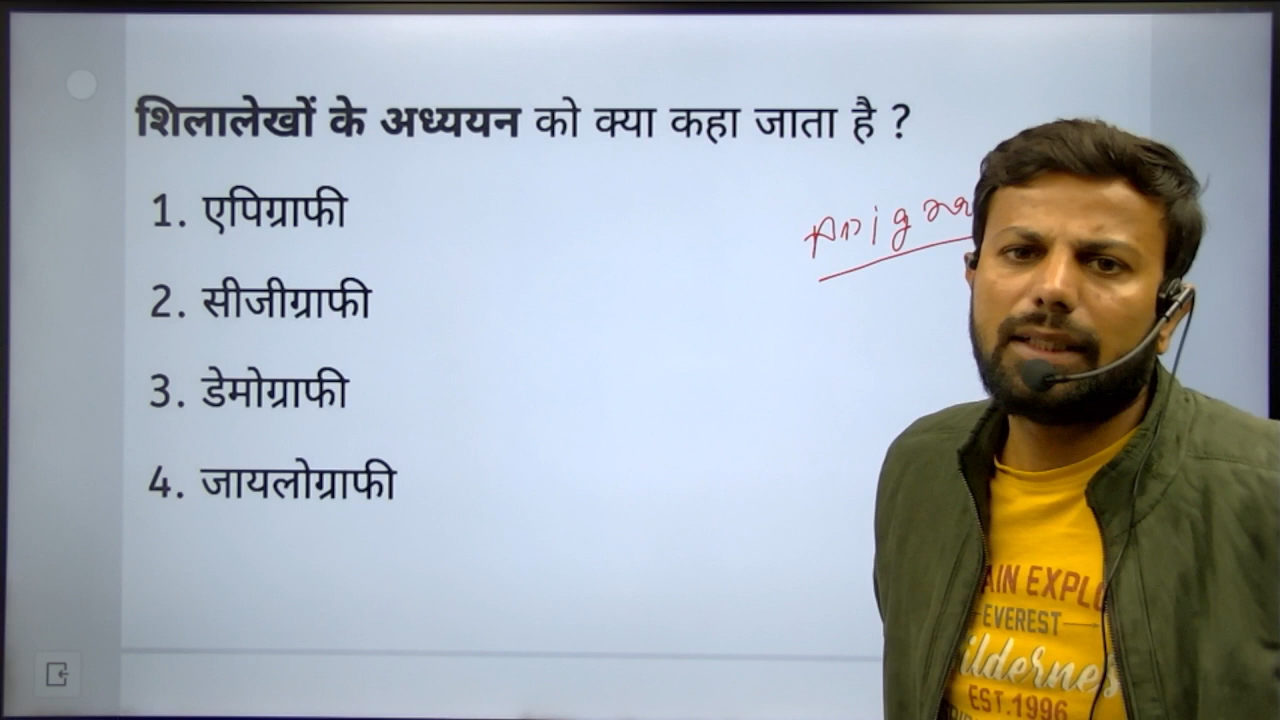 शिलालेखों के अध्ययन को क्या कहा जाता है ?
1. एपिग्राफी
2. सीजीग्राफी
3. डेमोग्राफी
4. जायलोग्राफी
EVEREST
EST.1996